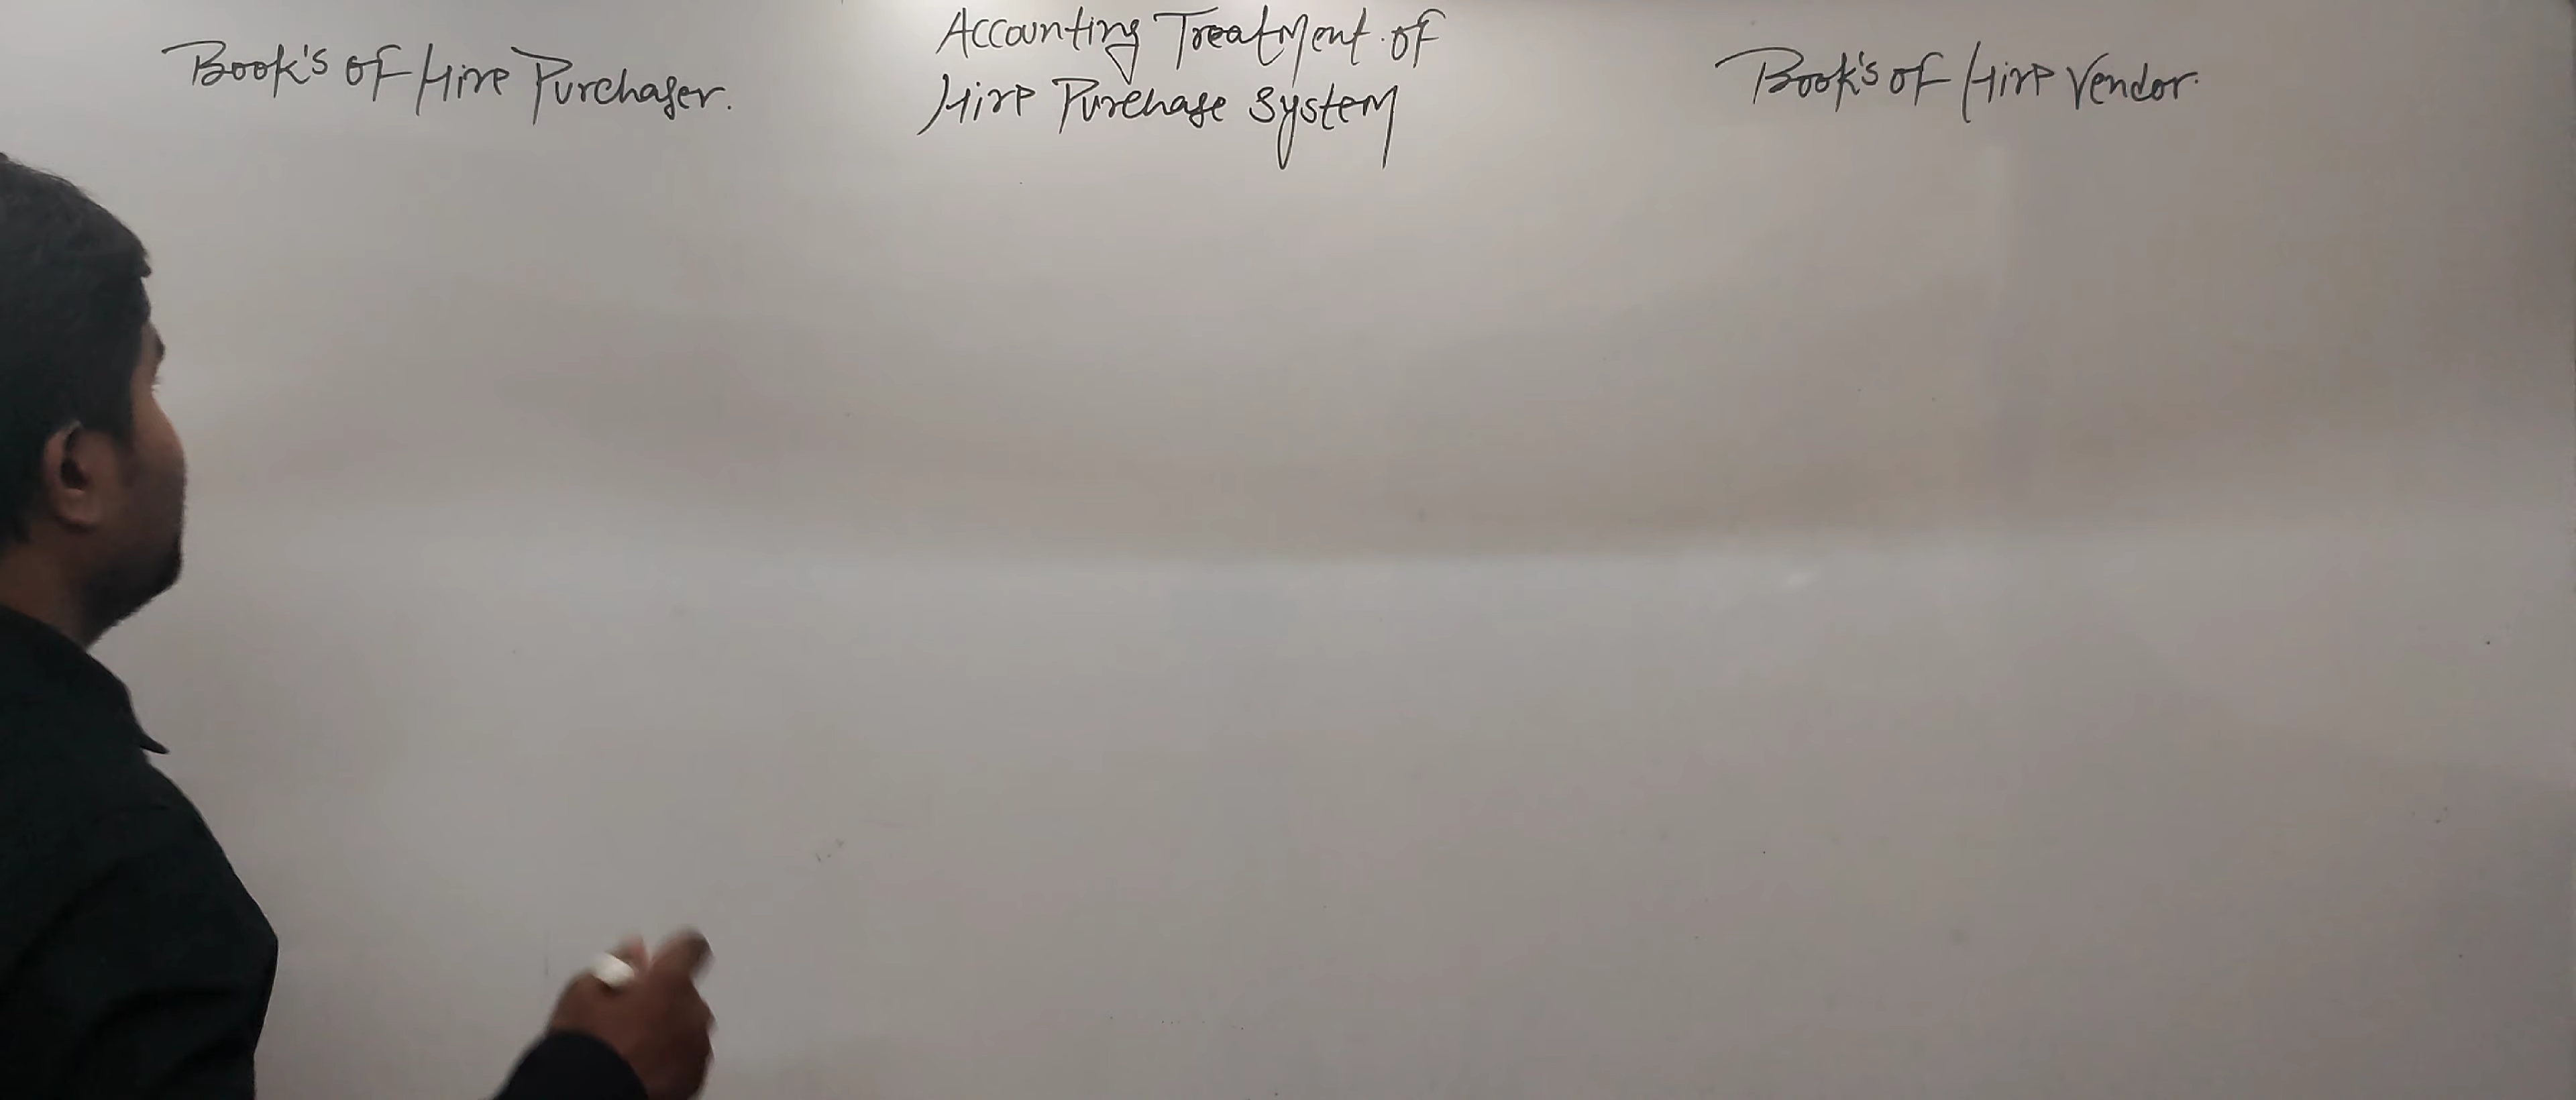 Book's of Hire Purchaser.
Accounting Treatment of
Hire Purchase System
Book's of Hire Vendor.